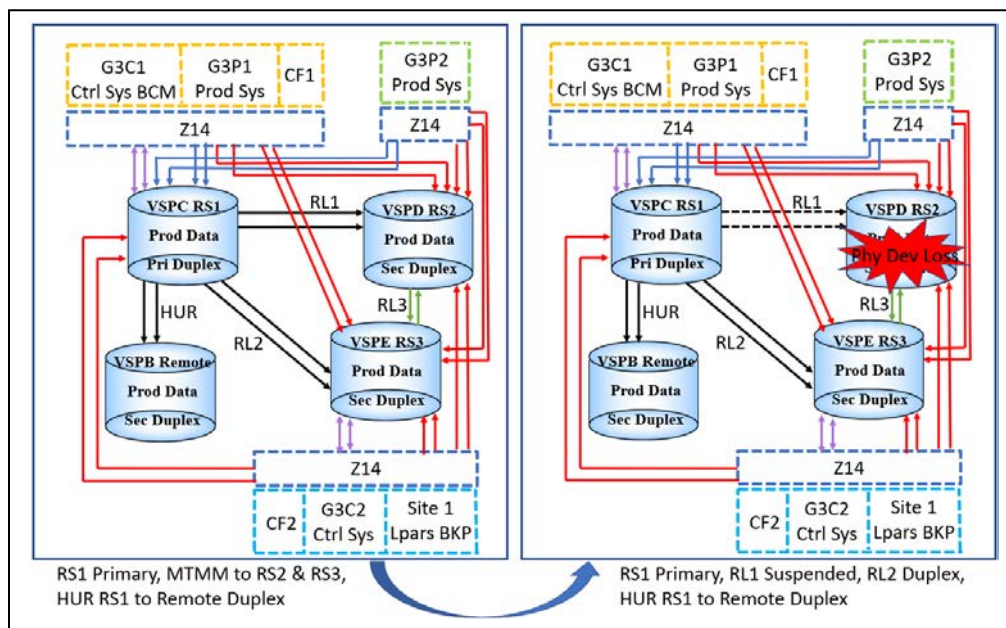 G3C1
Ctrl Sys BCM
G3P1
Prod Sys
CF1
G3P2
Prod Sys
Z14
Z14
VSPC RS1
Prod Data
Pri Duplex
RL1
VSPD RS2
Prod Data
Sec Duplex
HUR
RL2
RL3
VSPB Remote
Prod Data
Sec Duplex
VSPE RS3
Prod Data
Sec Duplex
Z14
CF2
G3C2
Ctrl Sys
Site 1
Lpars BKP
RS1 Primary, MTMM to RS2 & RS3,
HUR RS1 to Remote Duplex
G3C1
Ctrl Sys BCM
G3P1
Prod Sys
CF1
G3P2
Prod Sys
Z14
Z14
VSPC RS1
Prod Data
Pri Duplex
RL1
VSPD RS2
Phy Dev Loss
HUR
RL2
RL3
VSPB Remote
Prod Data
Sec Duplex
VSPE RS3
Prod Data
Sec Duplex
Z14
CF2
G3C2
Ctrl Sys
Site 1
Lpars BKP
RS1 Primary, RL1 Suspended, RL2 Duplex,
HUR RS1 to Remote Duplex